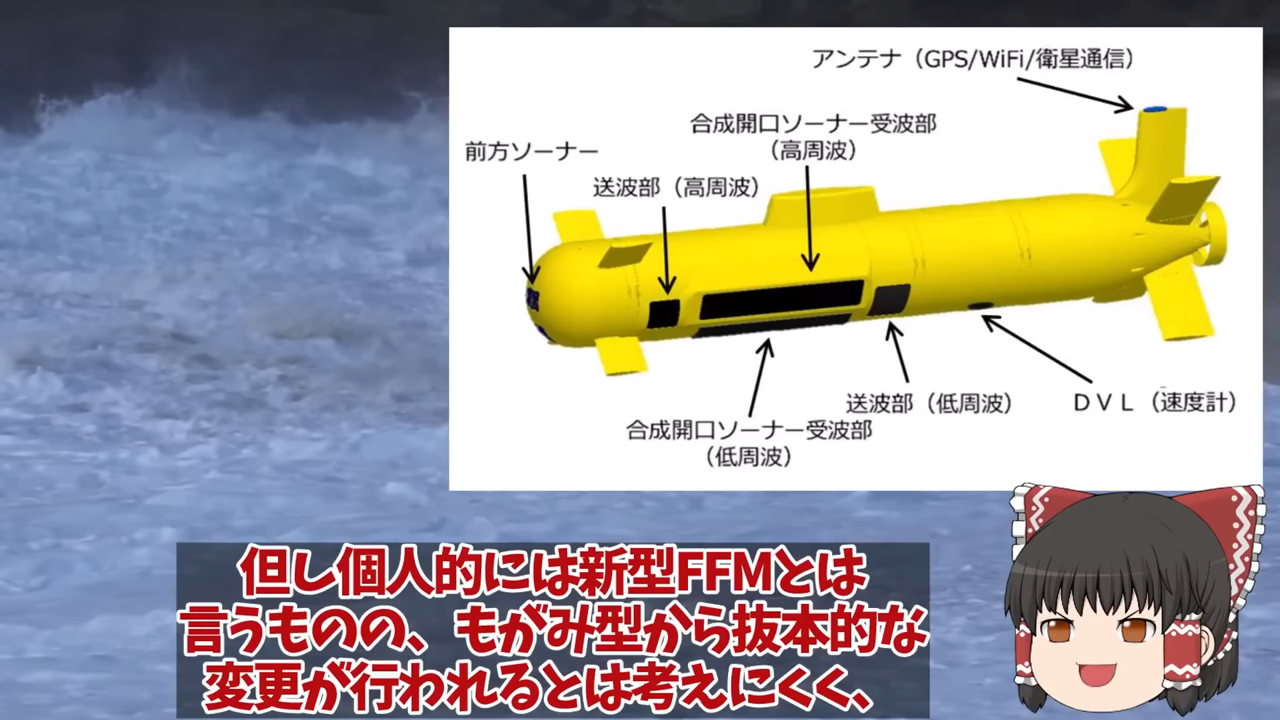 アンテナ（GPS/WiFi/衛星通信）
合成開口ソーナー受波部
（高周波）
前方ソーナー
送波部（高周波）
送波部（低周波）
ＤＶＬ（速度計）
合成開口ソーナー受波部
（低周波）
但し個人的には新型FFMとは
言うものの、もがみ型から抜本的な
変更が行われるとは考えにくく、